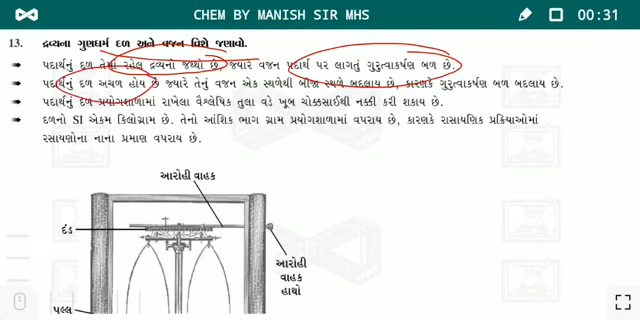 CHEM BY MANISH SIR MHS
00:31
13. દ્રવ્યના ગુણધર્મ દળ અને વજન વિશે જણાવો.
➡ પદાર્થનું દળ તેમાં રહેલ દ્રવ્યનો જથ્થો છે, જ્યારે વજન પદાર્થ પર લાગતું ગુરુત્વાકર્ષણ બળ છે.
➡ પદાર્થનું દળ અચળ હોય છે જ્યારે તેનું વજન એક સ્થળેથી બીજા સ્થળે બદલાય છે, કારણકે ગુરુત્વાકર્ષણ બળ બદલાય છે.
➡ પદાર્થનું દળ પ્રયોગશાળામાં રાખેલા વૈશ્લેષિક તુલા વડે ખૂબ ચોક્સાઈથી નક્કી કરી શકાય છે.
➡ દળનો SI એકમ કિલોગ્રામ છે. તેનો આંશિક ભાગ ગ્રામ પ્રયોગશાળામાં વપરાય છે, કારણકે રાસાયણિક પ્રક્રિયાઓમાં
રસાયણોના નાના પ્રમાણ વપરાય છે.
આરોહી વાહક
દંડ
આરોહી
વાહક
હાથો
પલ્લુ
13